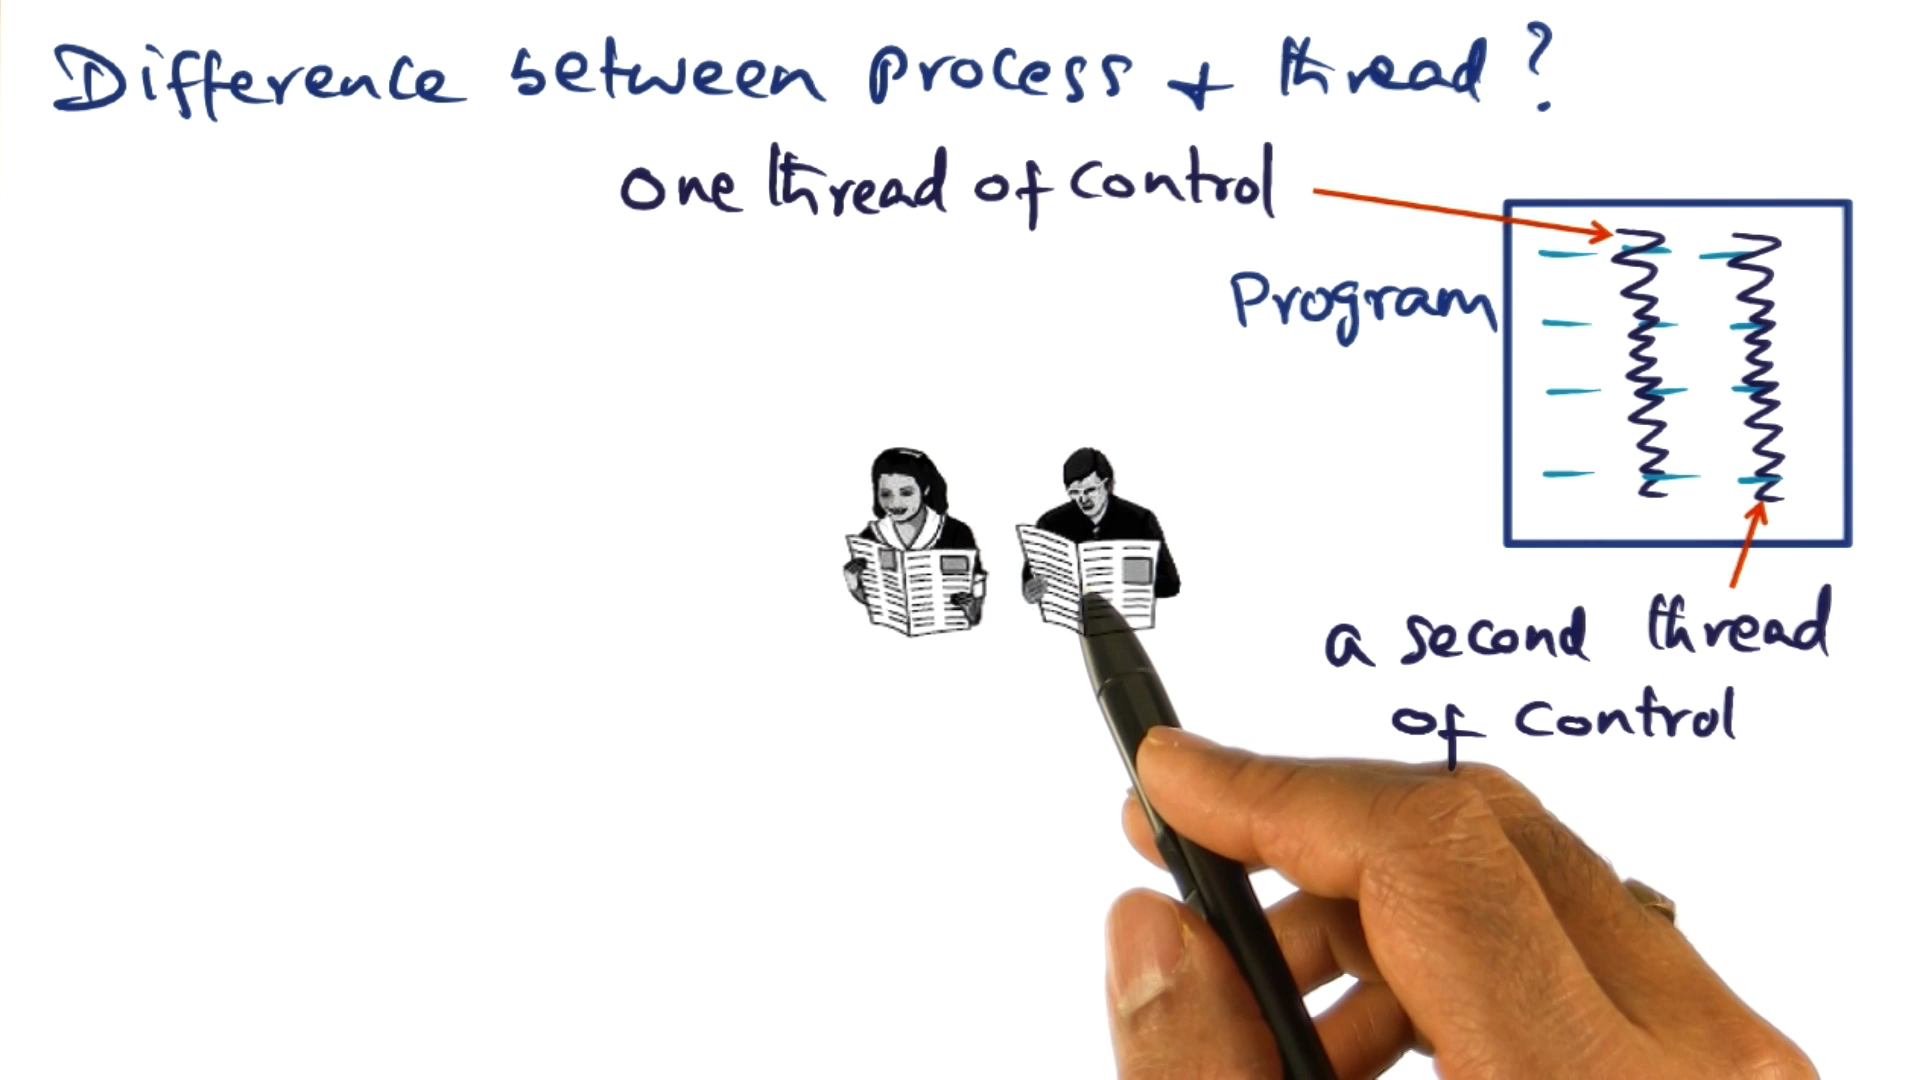 Difference between process + thread?
one thread of control
Program
a second thread
of control